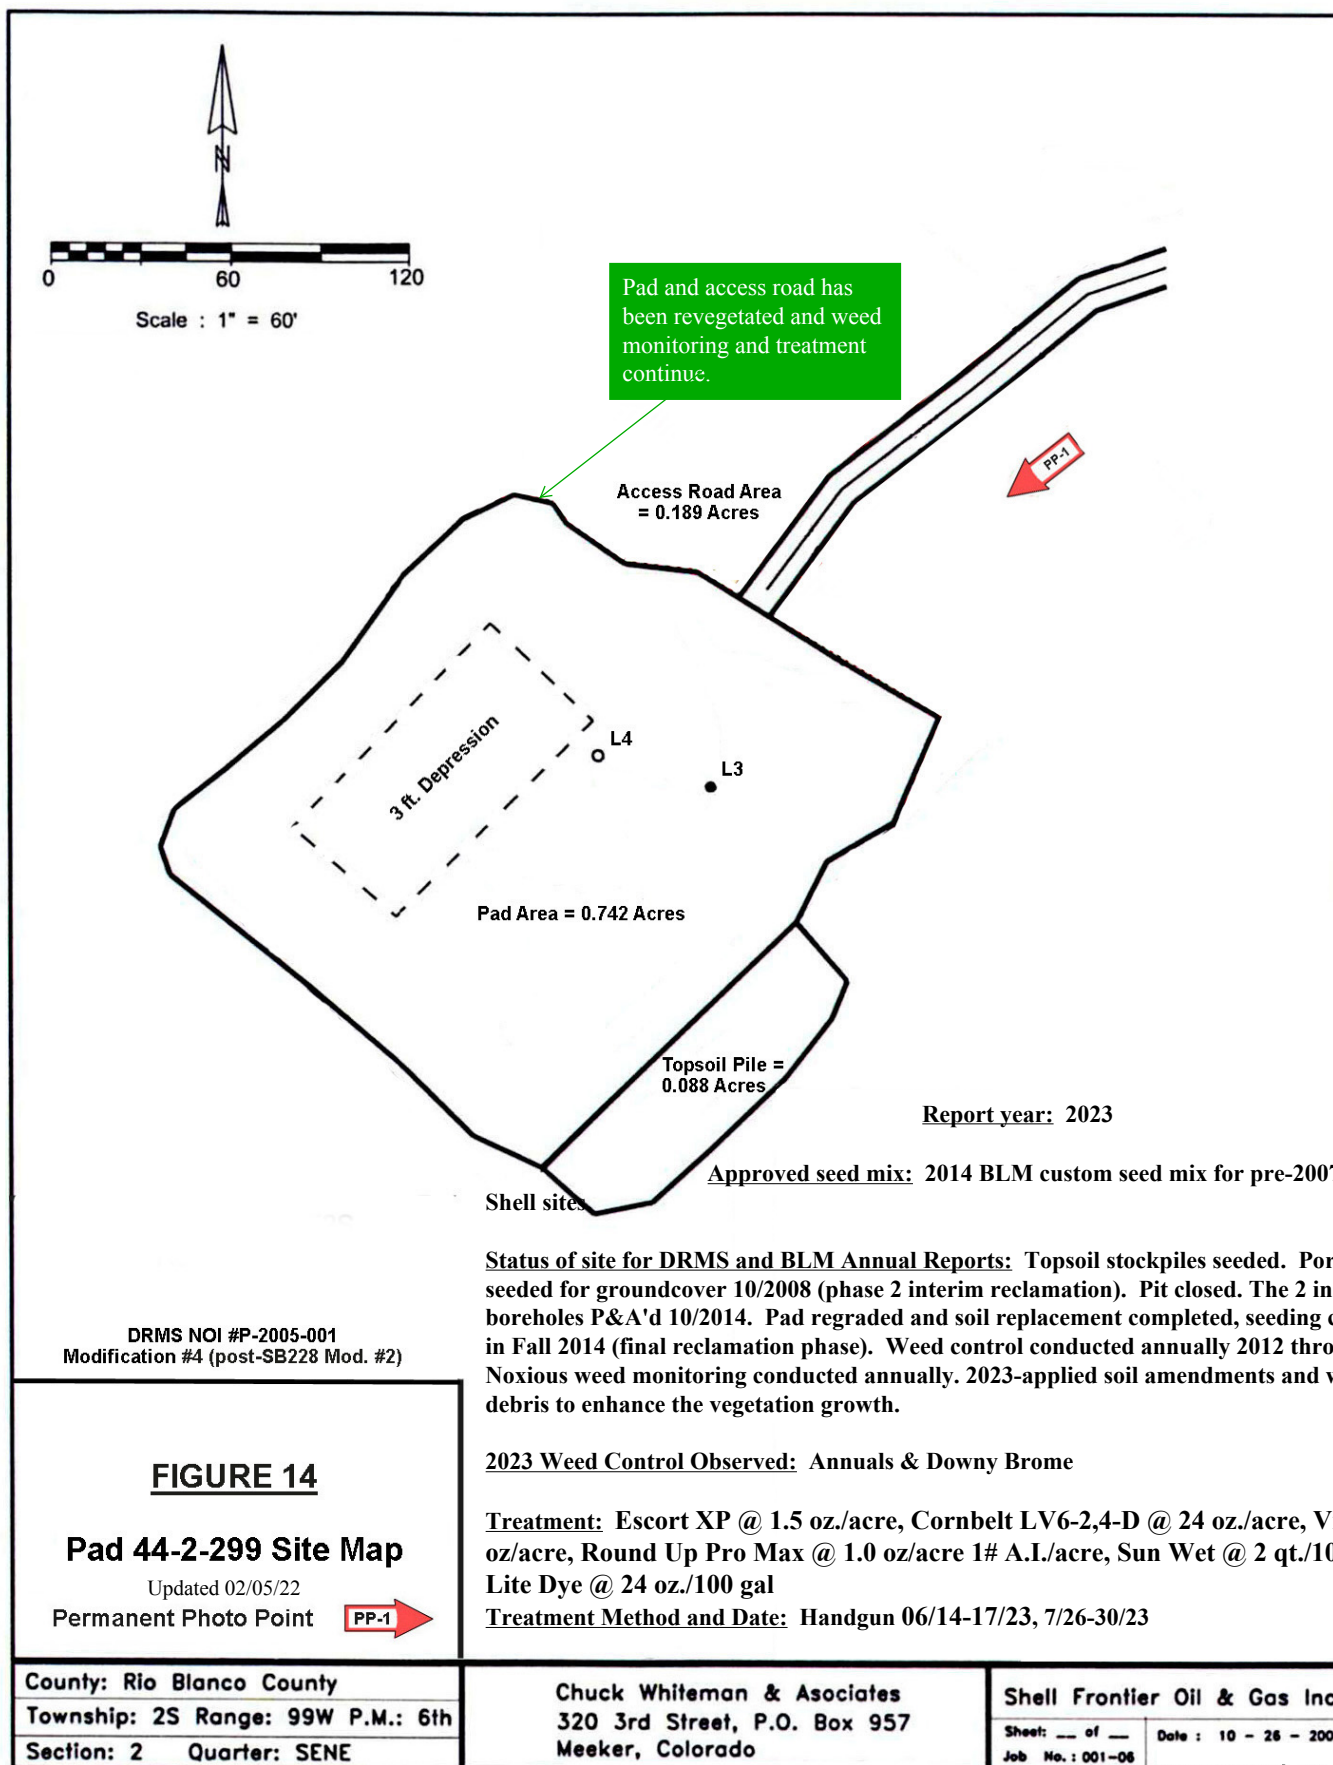 N
0 60 120
Scale : 1" = 60'
Pad and access road has
been revegetated and weed
monitoring and treatment
continue.
PP-1
Access Road Area
= 0.189 Acres
L4
L3
3 ft. Depression
Pad Area = 0.742 Acres
Topsoil Pile =
0.088 Acres
Report year: 2023
Approved seed mix: 2014 BLM custom seed mix for pre-2007
Shell sites
Status of site for DRMS and BLM Annual Reports: Topsoil stockpiles seeded. Por
seeded for groundcover 10/2008 (phase 2 interim reclamation). Pit closed. The 2 in
boreholes P&A'd 10/2014. Pad regraded and soil replacement completed, seeding c
in Fall 2014 (final reclamation phase). Weed control conducted annually 2012 thro
Noxious weed monitoring conducted annually. 2023-applied soil amendments and w
debris to enhance the vegetation growth.
2023 Weed Control Observed: Annuals & Downy Brome
Treatment: Escort XP @ 1.5 oz./acre, Cornbelt LV6-2,4-D @ 24 oz./acre, V
oz/acre, Round Up Pro Max @ 1.0 oz/acre 1# A.I./acre, Sun Wet @ 2 qt./10
Lite Dye @ 24 oz./100 gal
Treatment Method and Date: Handgun 06/14-17/23, 7/26-30/23
DRMS NOI #P-2005-001
Modification #4 (post-SB228 Mod. #2)
FIGURE 14
Pad 44-2-299 Site Map
Updated 02/05/22
Permanent Photo Point PP-1
County: Rio Blanco County
Township: 2S Range: 99W P.M.: 6th
Section: 2 Quarter: SENE
Chuck Whiteman & Asociates
320 3rd Street, P.O. Box 957
Meeker, Colorado
Shell Frontier Oil & Gas Inc
Sheet: __ of __ Date : 10 - 26 - 200
Job No. : 001-06